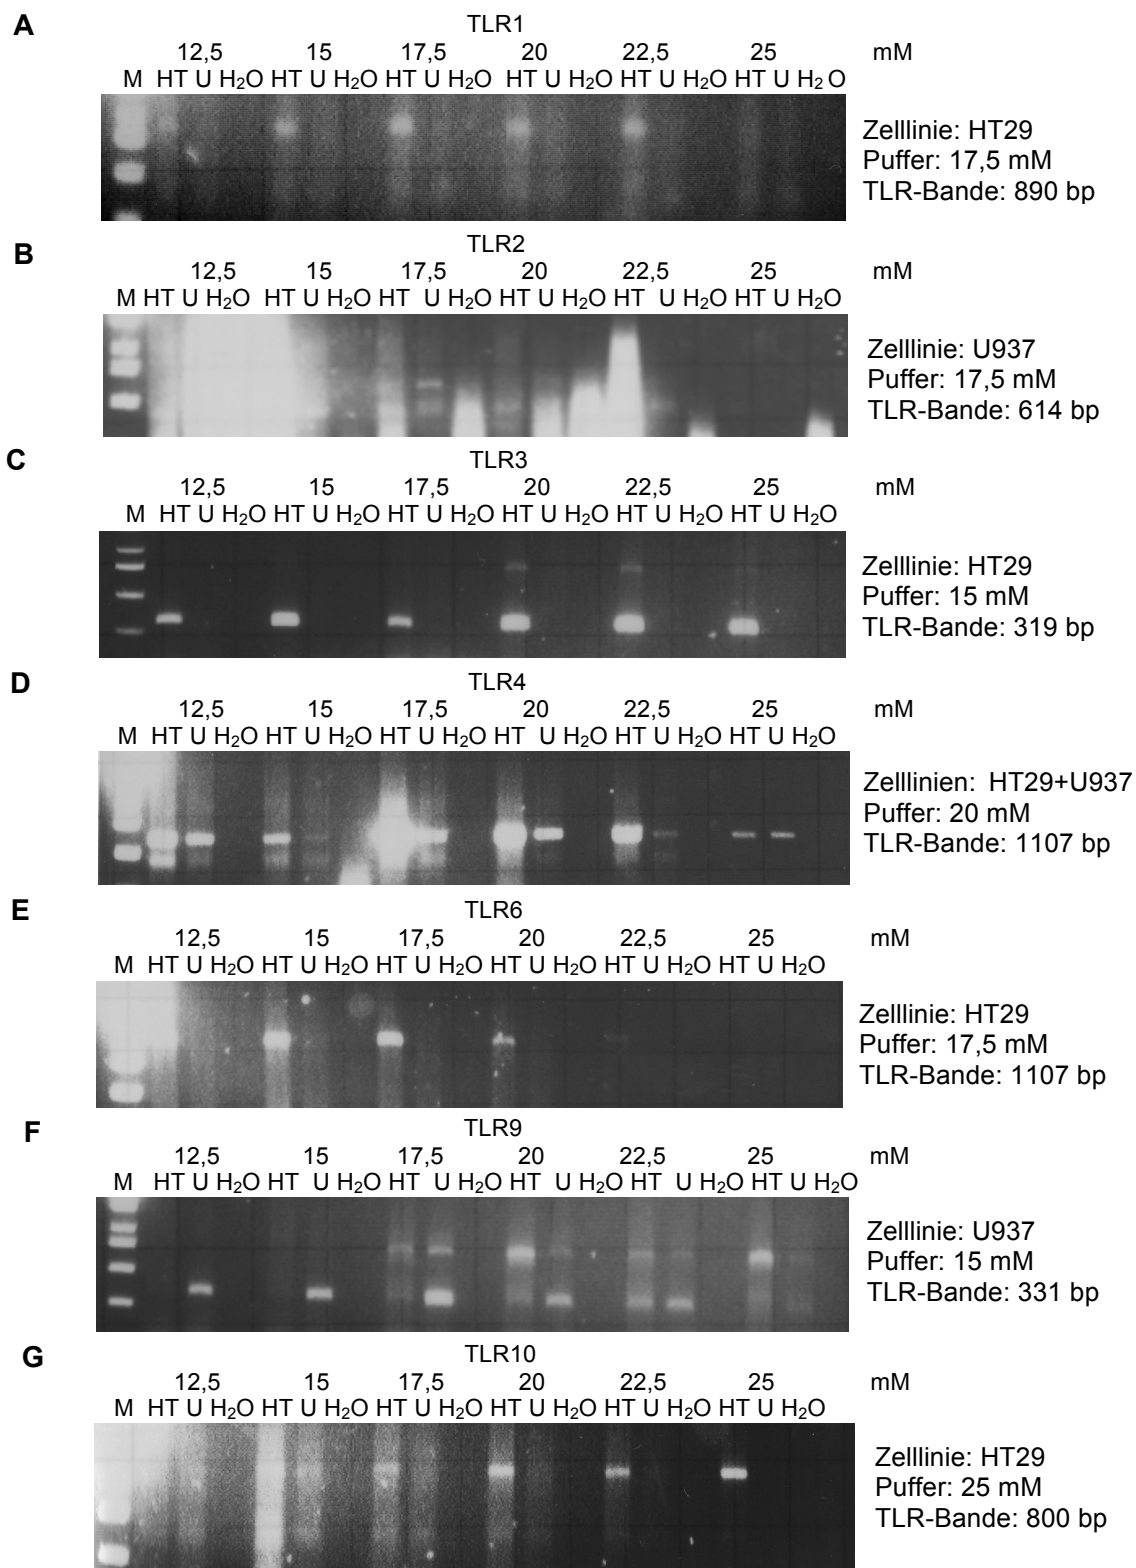 A
TLR1
12,5 15 17,5 20 22,5 25 mM
M HT U H₂O HT U H₂O HT U H₂O HT U H₂O HT U H₂O HT U H₂ O
Zelllinie: HT29
Puffer: 17,5 mM
TLR-Bande: 890 bp
B
TLR2
12,5 15 17,5 20 22,5 25 mM
M HT U H₂O HT U H₂O HT U H₂O HT U H₂O HT U H₂O HT U H₂O
Zelllinie: U937
Puffer: 17,5 mM
TLR-Bande: 614 bp
C
TLR3
12,5 15 17,5 20 22,5 25 mM
M HT U H₂O HT U H₂O HT U H₂O HT U H₂O HT U H₂O HT U H₂O
Zelllinie: HT29
Puffer: 15 mM
TLR-Bande: 319 bp
D
TLR4
12,5 15 17,5 20 22,5 25 mM
M HT U H₂O HT U H₂O HT U H₂O HT U H₂O HT U H₂O HT U H₂O
Zelllinien: HT29+U937
Puffer: 20 mM
TLR-Bande: 1107 bp
E
TLR6
12,5 15 17,5 20 22,5 25 mM
M HT U H₂O HT U H₂O HT U H₂O HT U H₂O HT U H₂O HT U H₂O
Zelllinie: HT29
Puffer: 17,5 mM
TLR-Bande: 1107 bp
F
TLR9
12,5 15 17,5 20 22,5 25 mM
M HT U H₂O HT U H₂O HT U H₂O HT U H₂O HT U H₂O HT U H₂O
Zelllinie: U937
Puffer: 15 mM
TLR-Bande: 331 bp
G
TLR10
12,5 15 17,5 20 22,5 25 mM
M HT U H₂O HT U H₂O HT U H₂O HT U H₂O HT U H₂O HT U H₂O
Zelllinie: HT29
Puffer: 25 mM
TLR-Bande: 800 bp